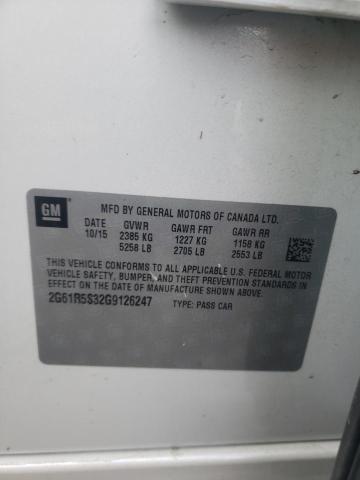 GM
MFD BY GENERAL MOTORS OF CANADA LTD.
DATE GVWR GAWR FRT GAWR RR
10/15 2385 KG 1227 KG 1158 KG
5258 LB 2705 LB 2553 LB
THIS VEHICLE CONFORMS TO ALL APPLICABLE U.S. FEDERAL MOTOR
VEHICLE SAFETY, BUMPER, AND THEFT PREVENTION STANDARDS
IN EFFECT ON THE DATE OF MANUFACTURE SHOWN ABOVE.
2G61R5S32G9126247 TYPE: PASS CAR